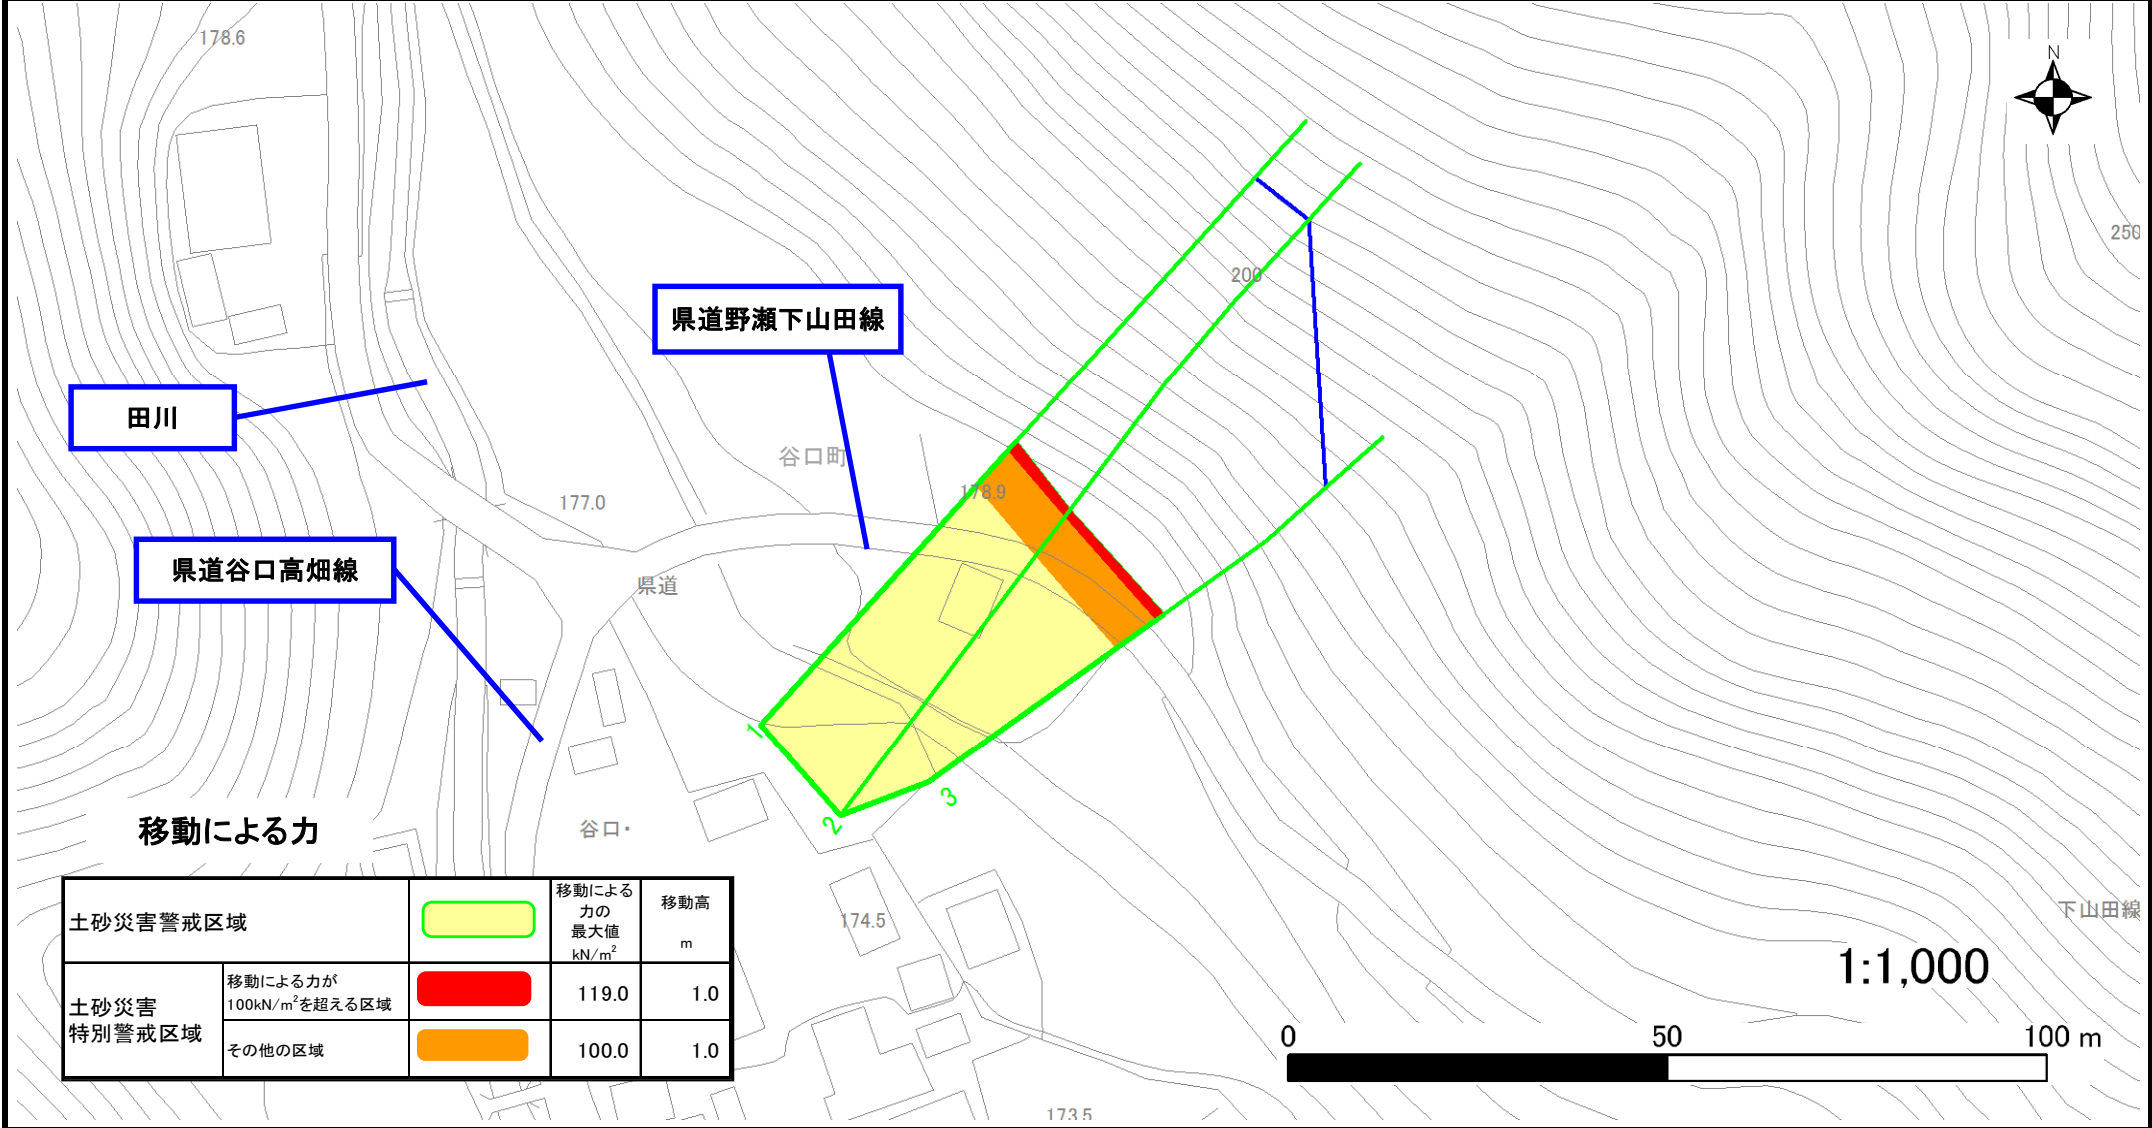 178.6
N
250
200
県道野瀬下山田線
田川
谷口町
178.9
177.0
県道谷口高畑線
県道
1
2
3
谷口・
174.5
下山田線
1:1,000
0 50 100 m
173.5
移動による力
土砂災害警戒区域
移動による
力の
最大値
kN/m²
移動高
m
土砂災害
特別警戒区域
移動による力が
100kN/m²を超える区域
119.0 1.0
その他の区域
100.0 1.0